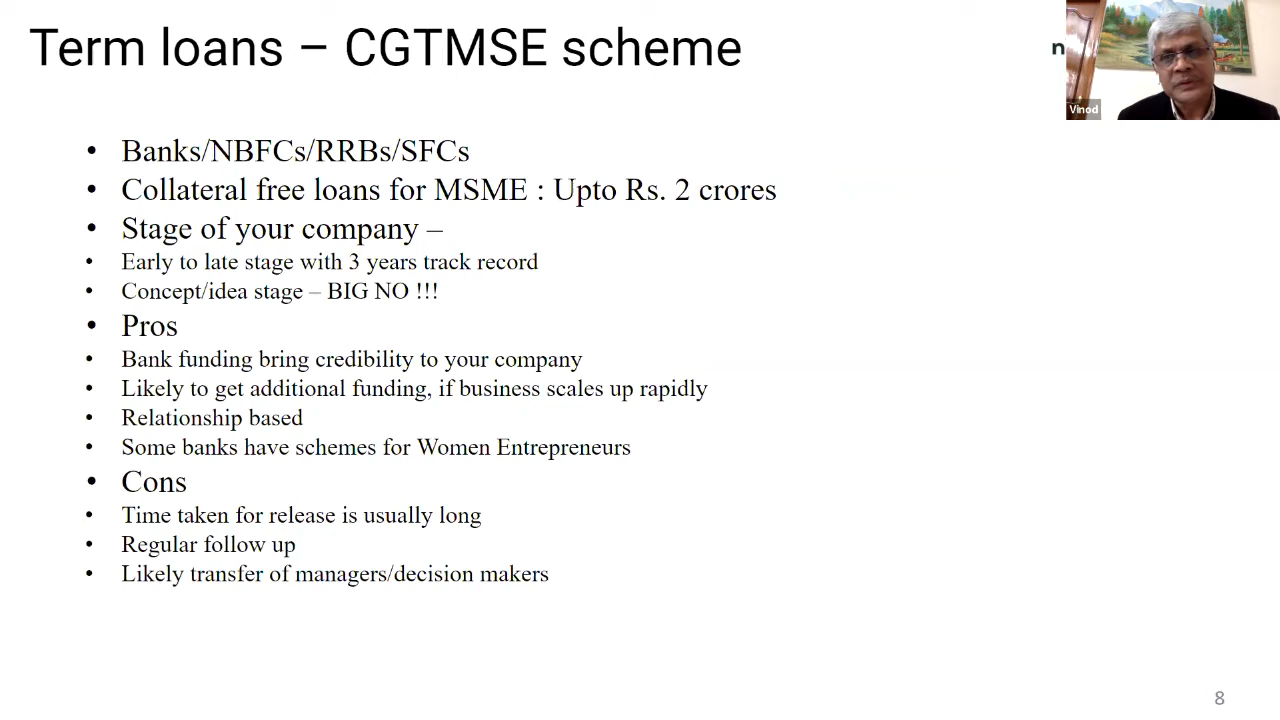 Term loans – CGTMSE scheme
n
Vinod
• Banks/NBFCs/RRBs/SFCs
• Collateral free loans for MSME : Upto Rs. 2 crores
• Stage of your company –
• Early to late stage with 3 years track record
• Concept/idea stage – BIG NO !!!
• Pros
• Bank funding bring credibility to your company
• Likely to get additional funding, if business scales up rapidly
• Relationship based
• Some banks have schemes for Women Entrepreneurs
• Cons
• Time taken for release is usually long
• Regular follow up
• Likely transfer of managers/decision makers
8